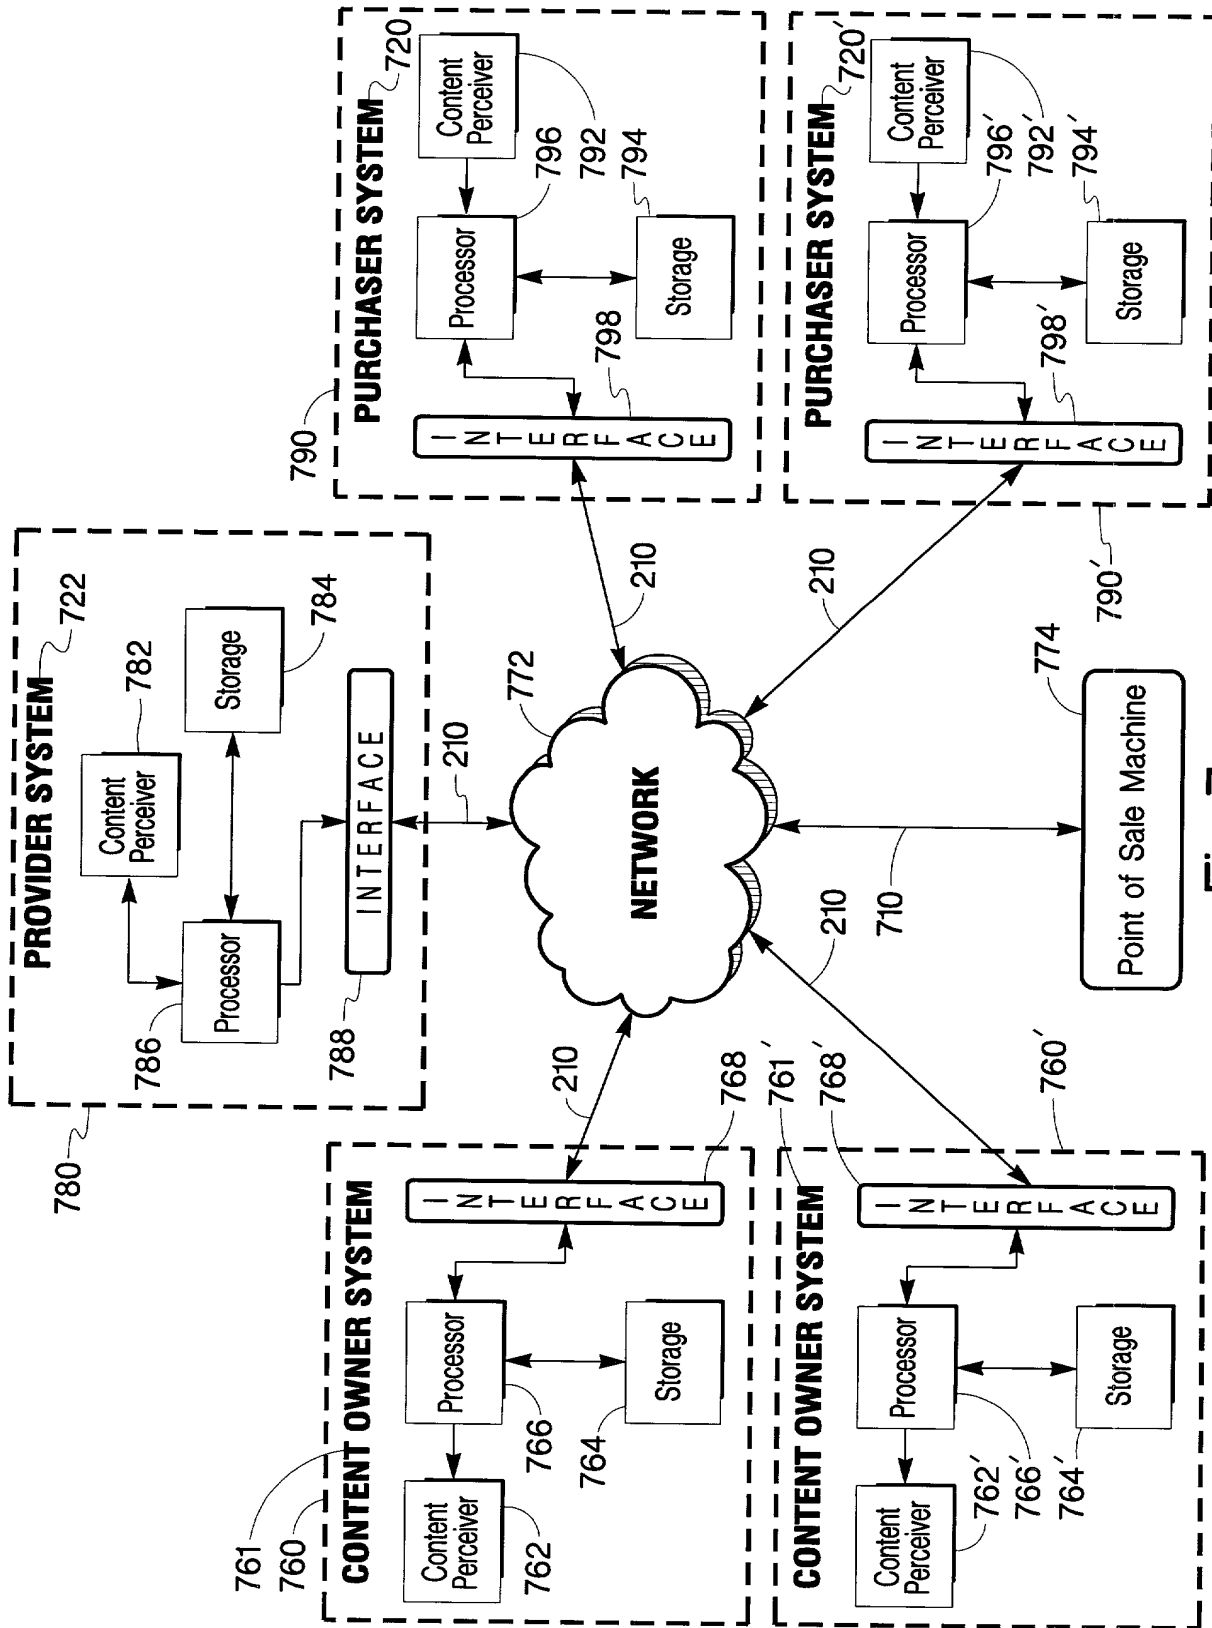 780
PROVIDER SYSTEM
722
Content
Perceiver
782
Storage
784
Processor
786
INTERFACE
788
210
761
760
CONTENT OWNER SYSTEM
Content
Perceiver
762
Processor
766
764
Storage
INTERFACE
768
210
NETWORK
772
210
790
PURCHASER SYSTEM
720
INTERFACE
798
Processor
796
Content
Perceiver
792
Storage
794
CONTENT OWNER SYSTEM
761′
Content
Perceiver
762′
Processor
766′
Storage
764′
INTERFACE
768′
760′
210
710
Point of Sale Machine
774
210
790′
PURCHASER SYSTEM
720′
INTERFACE
798′
Processor
796′
Content
Perceiver
792′
Storage
794′